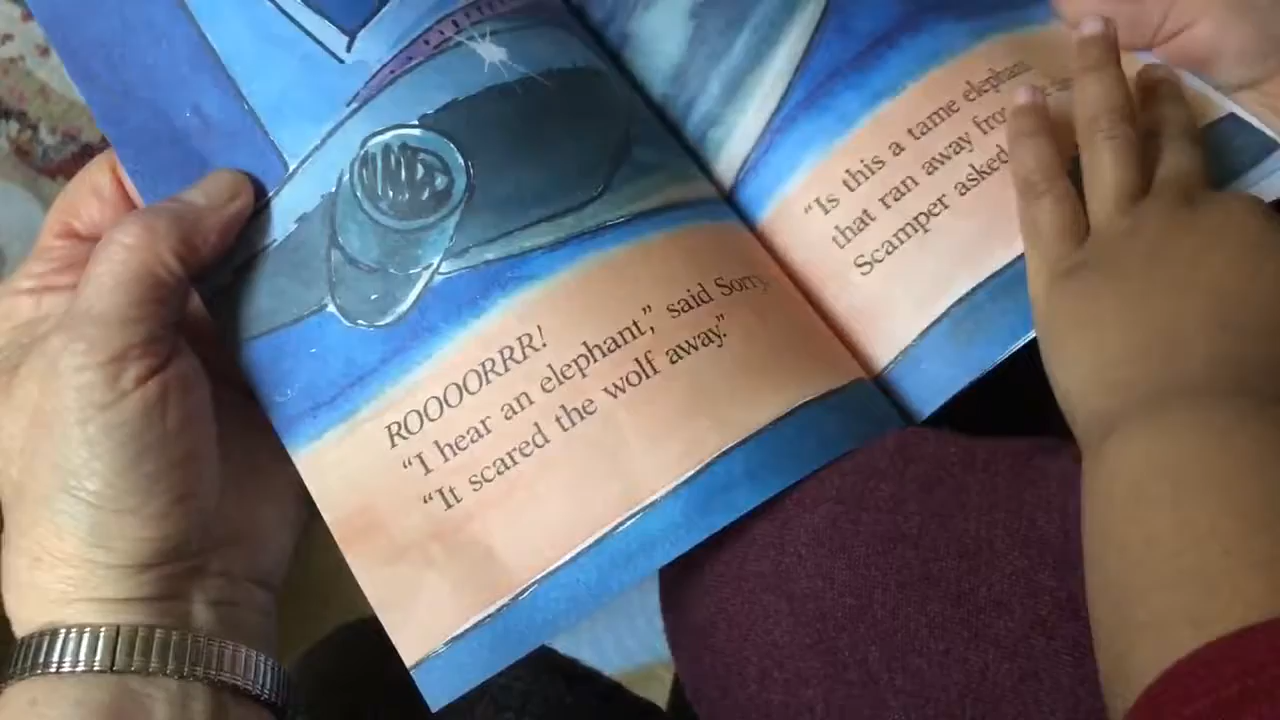 ROOOORRR!
“I hear an elephant,” said Sorry.
“It scared the wolf away.”
“Is this a tame elephant
that ran away from
Scamper asked